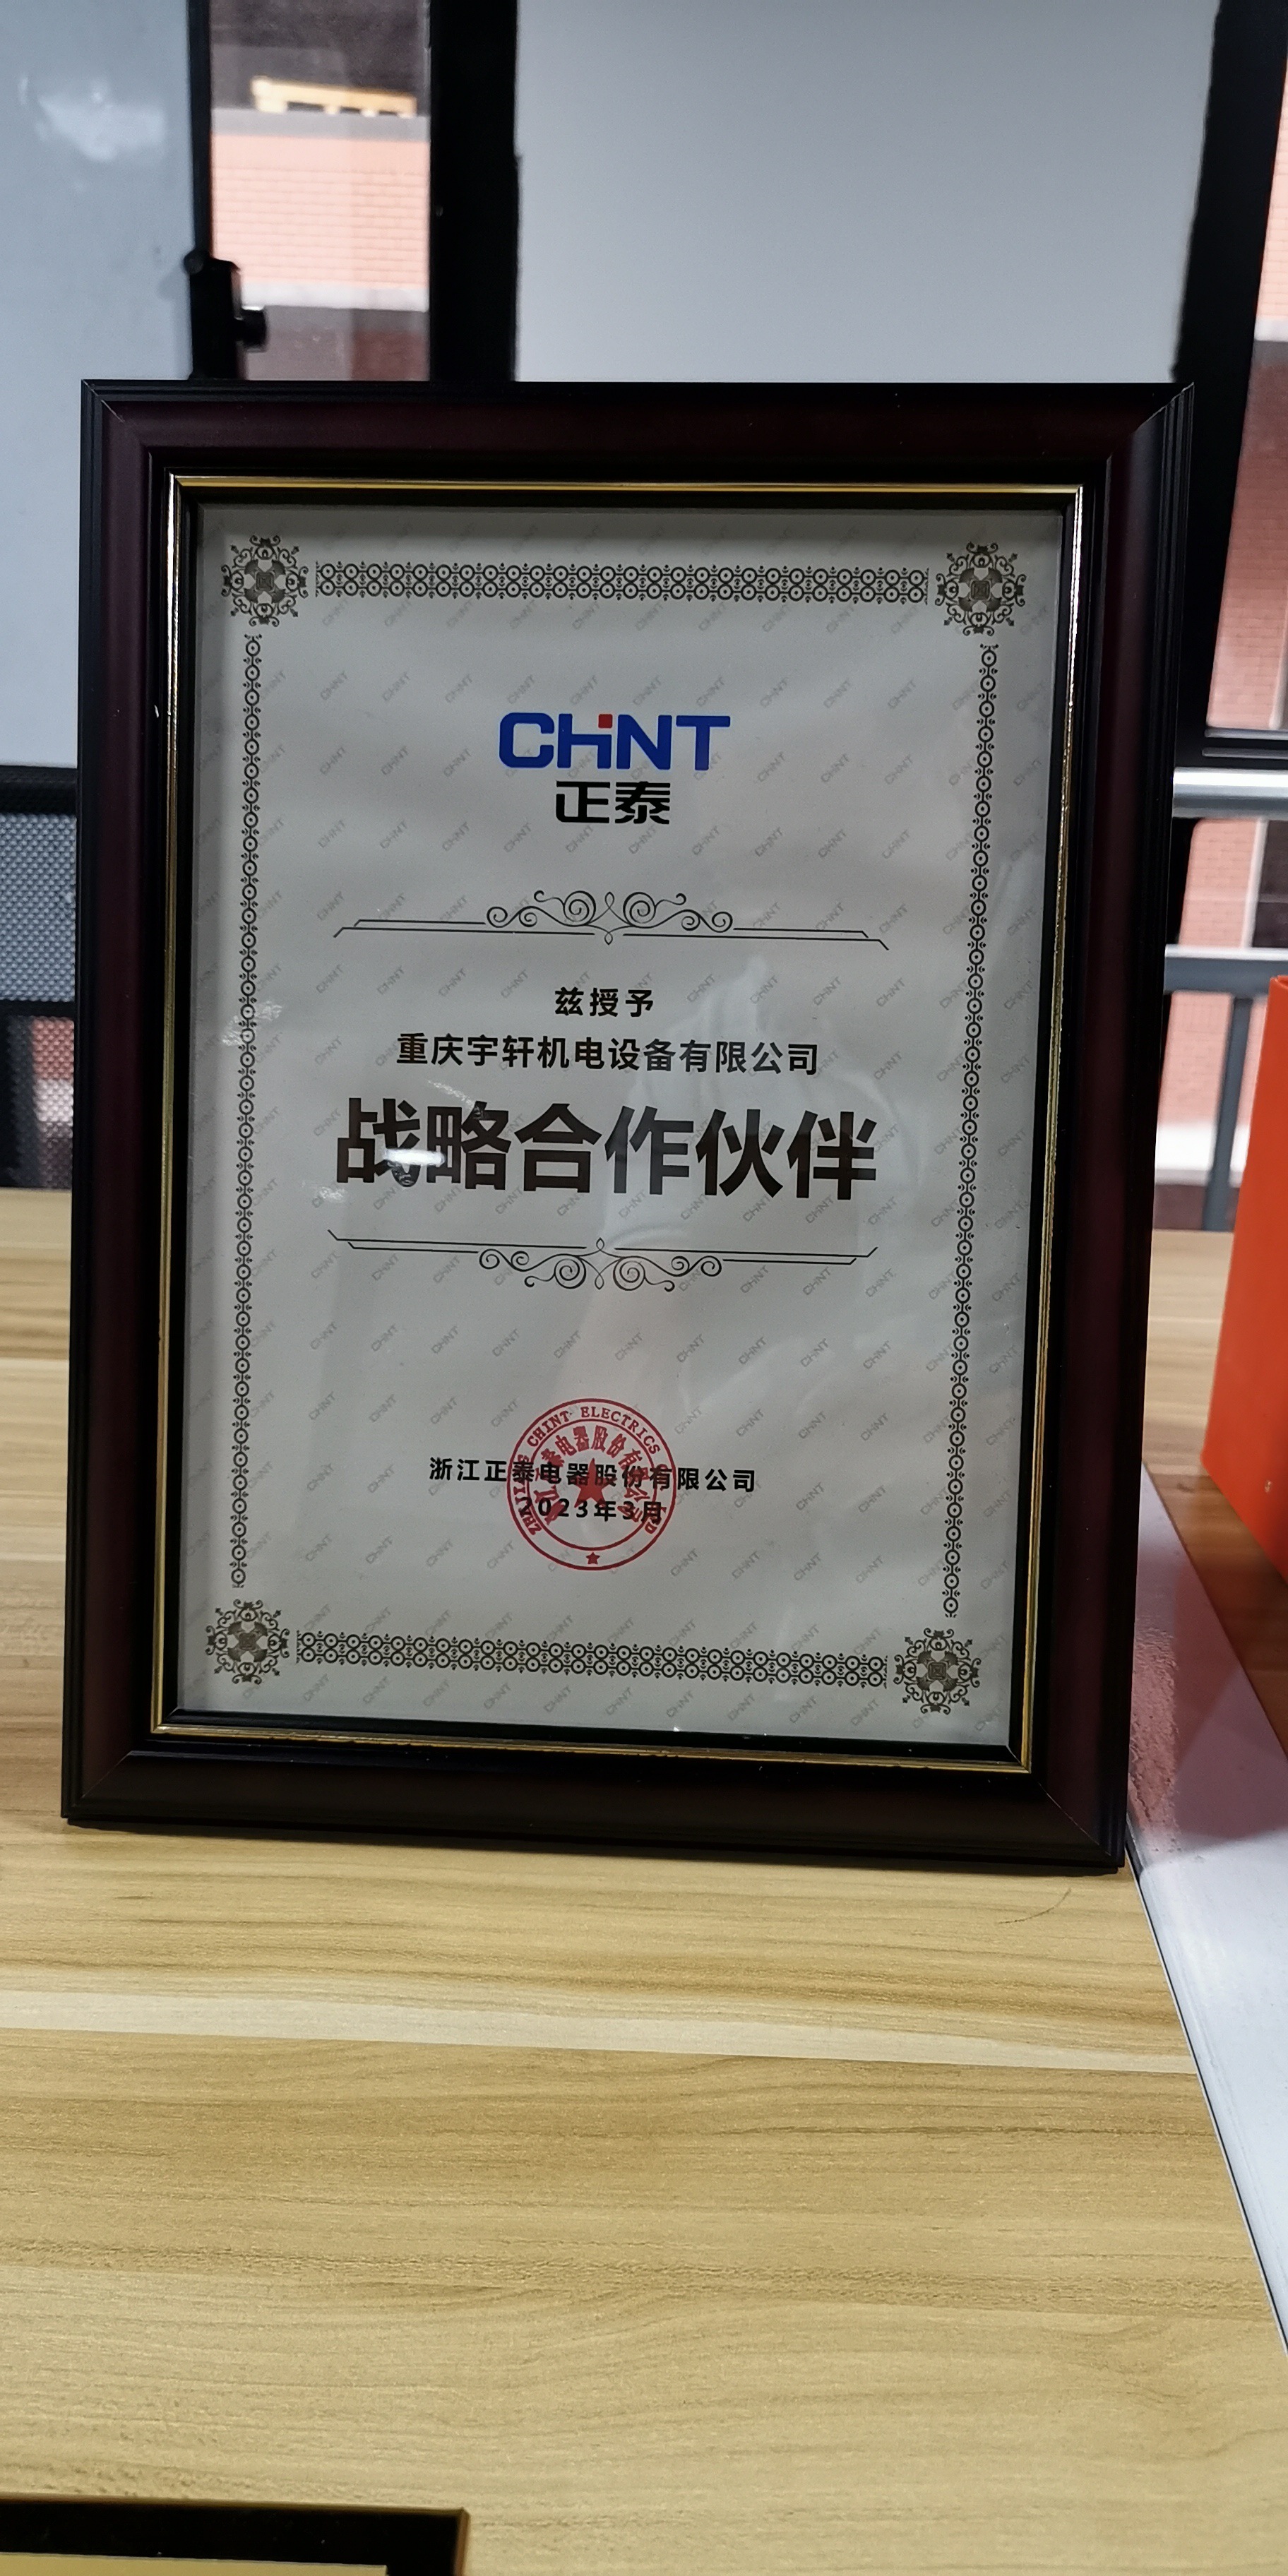 CHINT
正泰
兹授予
重庆宇轩机电设备有限公司
战略合作伙伴
浙江正泰电器股份有限公司
2023年3月